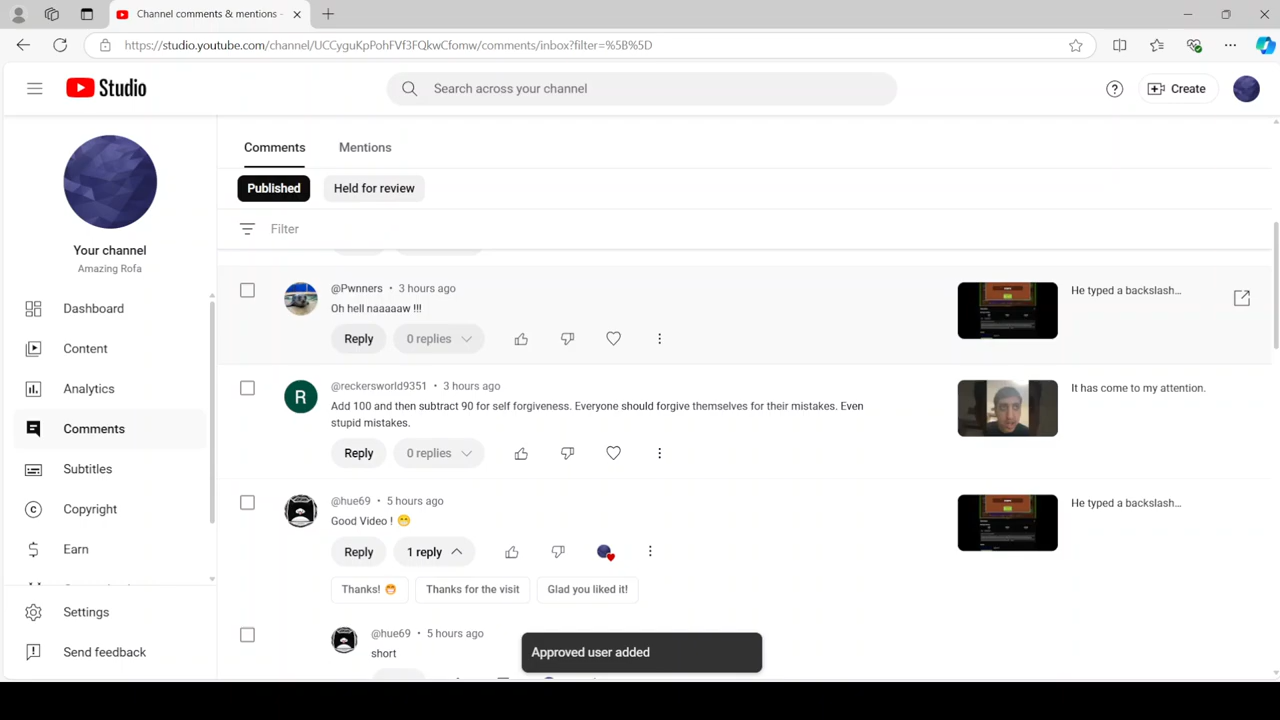 Channel comments & mentions -
https://studio.youtube.com/channel/UCCyguKpPohFVf3FQkwCfomw/comments/inbox?filter=%5B%5D
Studio
Search across your channel
Create
Your channel
Amazing Rofa
Dashboard
Content
Analytics
Comments
Subtitles
Copyright
Earn
Settings
Send feedback
Comments
Mentions
Published
Held for review
Filter
@Pwnners • 3 hours ago
Oh hell naaaaaw !!!
Reply
0 replies
He typed a backslash...
@reckersworld9351 • 3 hours ago
Add 100 and then subtract 90 for self forgiveness. Everyone should forgive themselves for their mistakes. Even
stupid mistakes.
Reply
0 replies
It has come to my attention.
R
@hue69 • 5 hours ago
Good Video ! 😁
Reply
1 reply
He typed a backslash...
Thanks! 😁
Thanks for the visit
Glad you liked it!
@hue69 • 5 hours ago
short
Approved user added